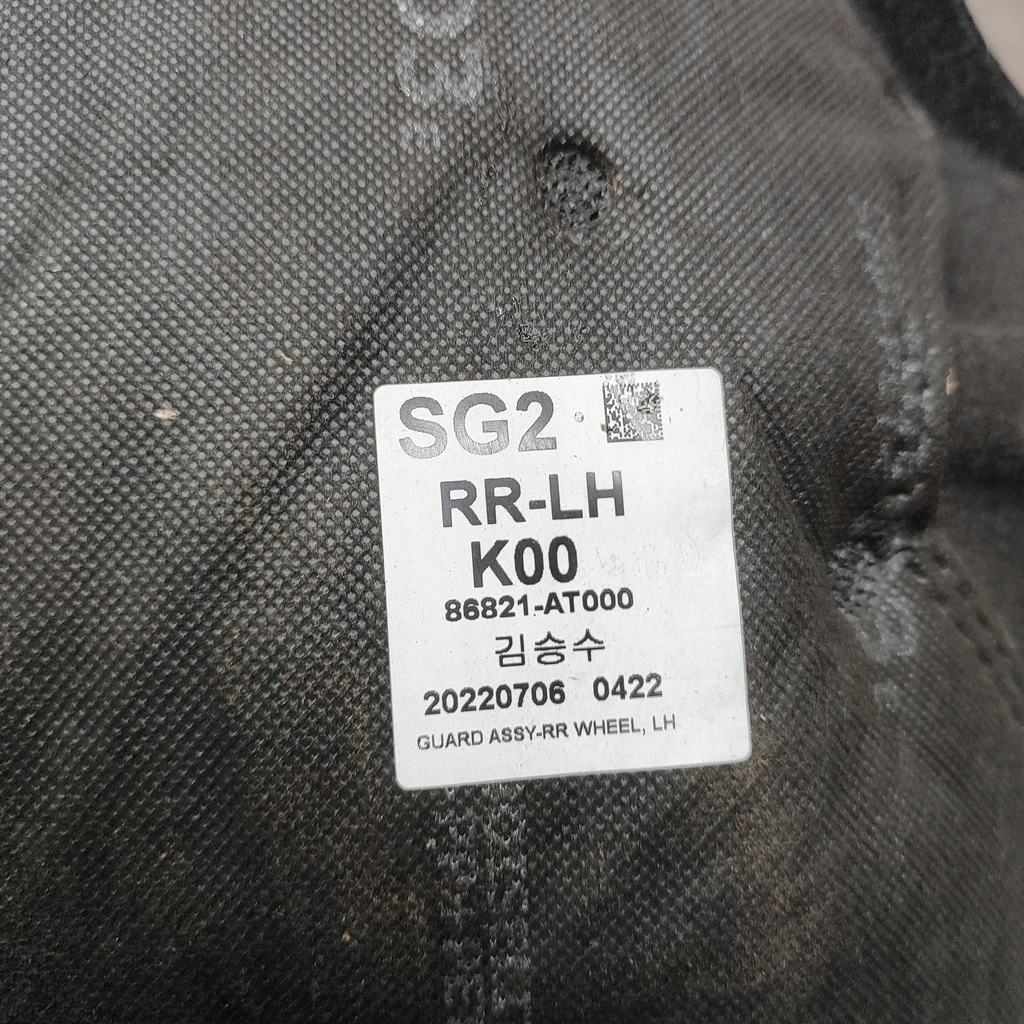 SG2
RR-LH
K00
86821-AT000
김승수
20220706 0422
GUARD ASSY-RR WHEEL, LH